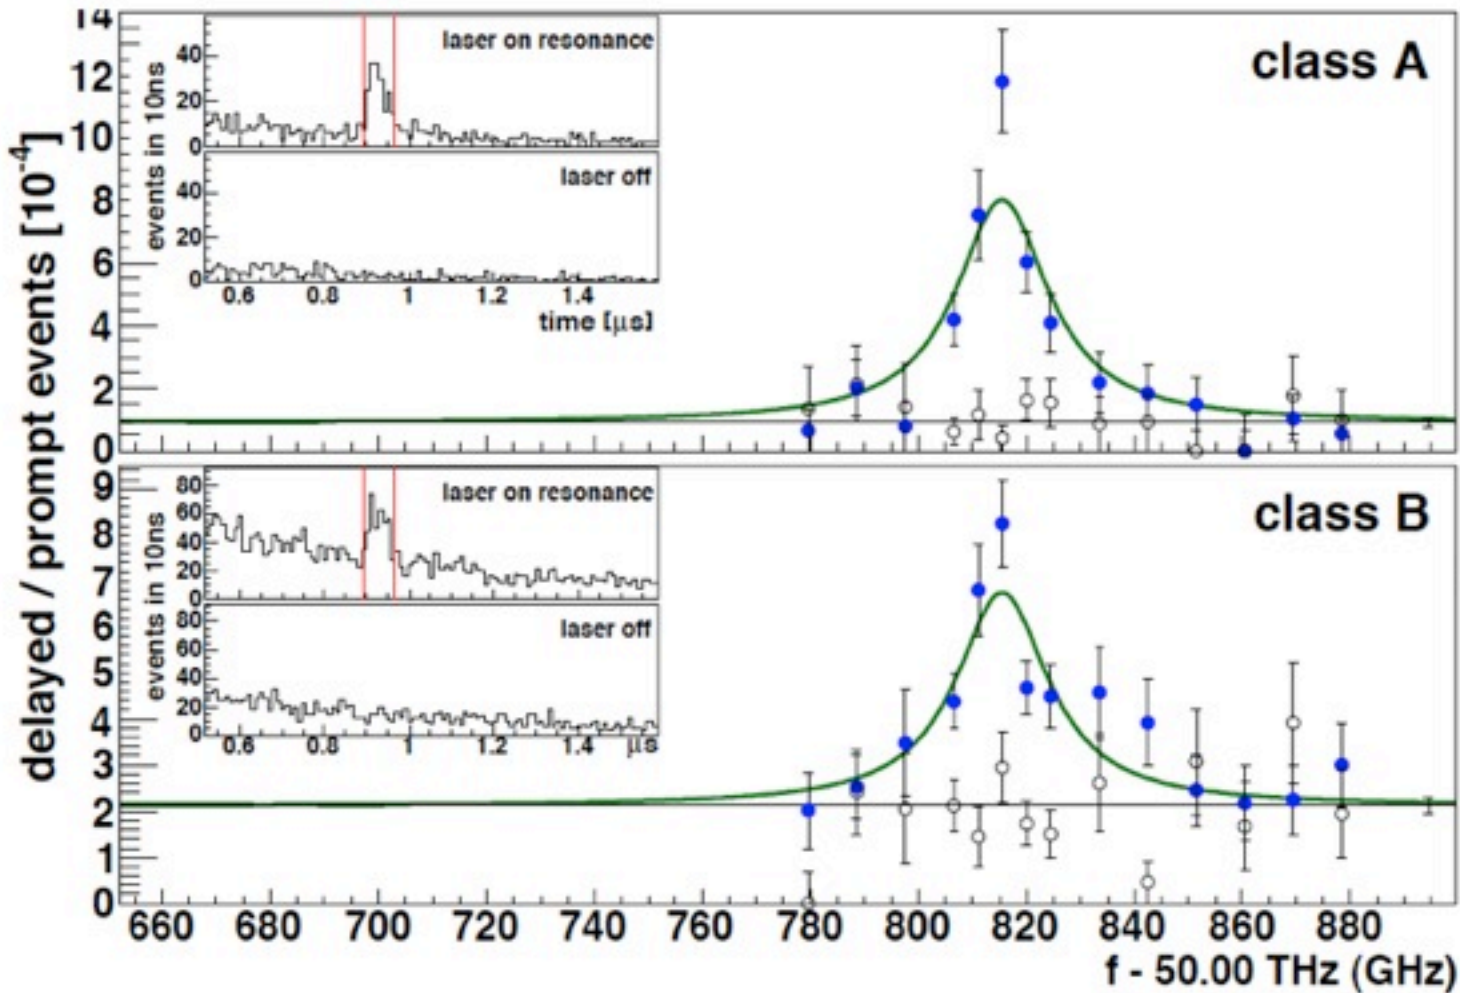 delayed / prompt events [10⁻⁴]
14
12
10
8
6
4
2
0
class A
events in 10ns
40
20
0
laser on resonance
40
20
0
laser off
0.6 0.8 1 1.2 1.4
time [μs]
9
8
7
6
5
4
3
2
1
0
class B
events in 10ns
80
60
40
20
0
laser on resonance
80
60
40
20
0
laser off
0.6 0.8 1 1.2 1.4 μs
660 680 700 720 740 760 780 800 820 840 860 880
f - 50.00 THz (GHz)